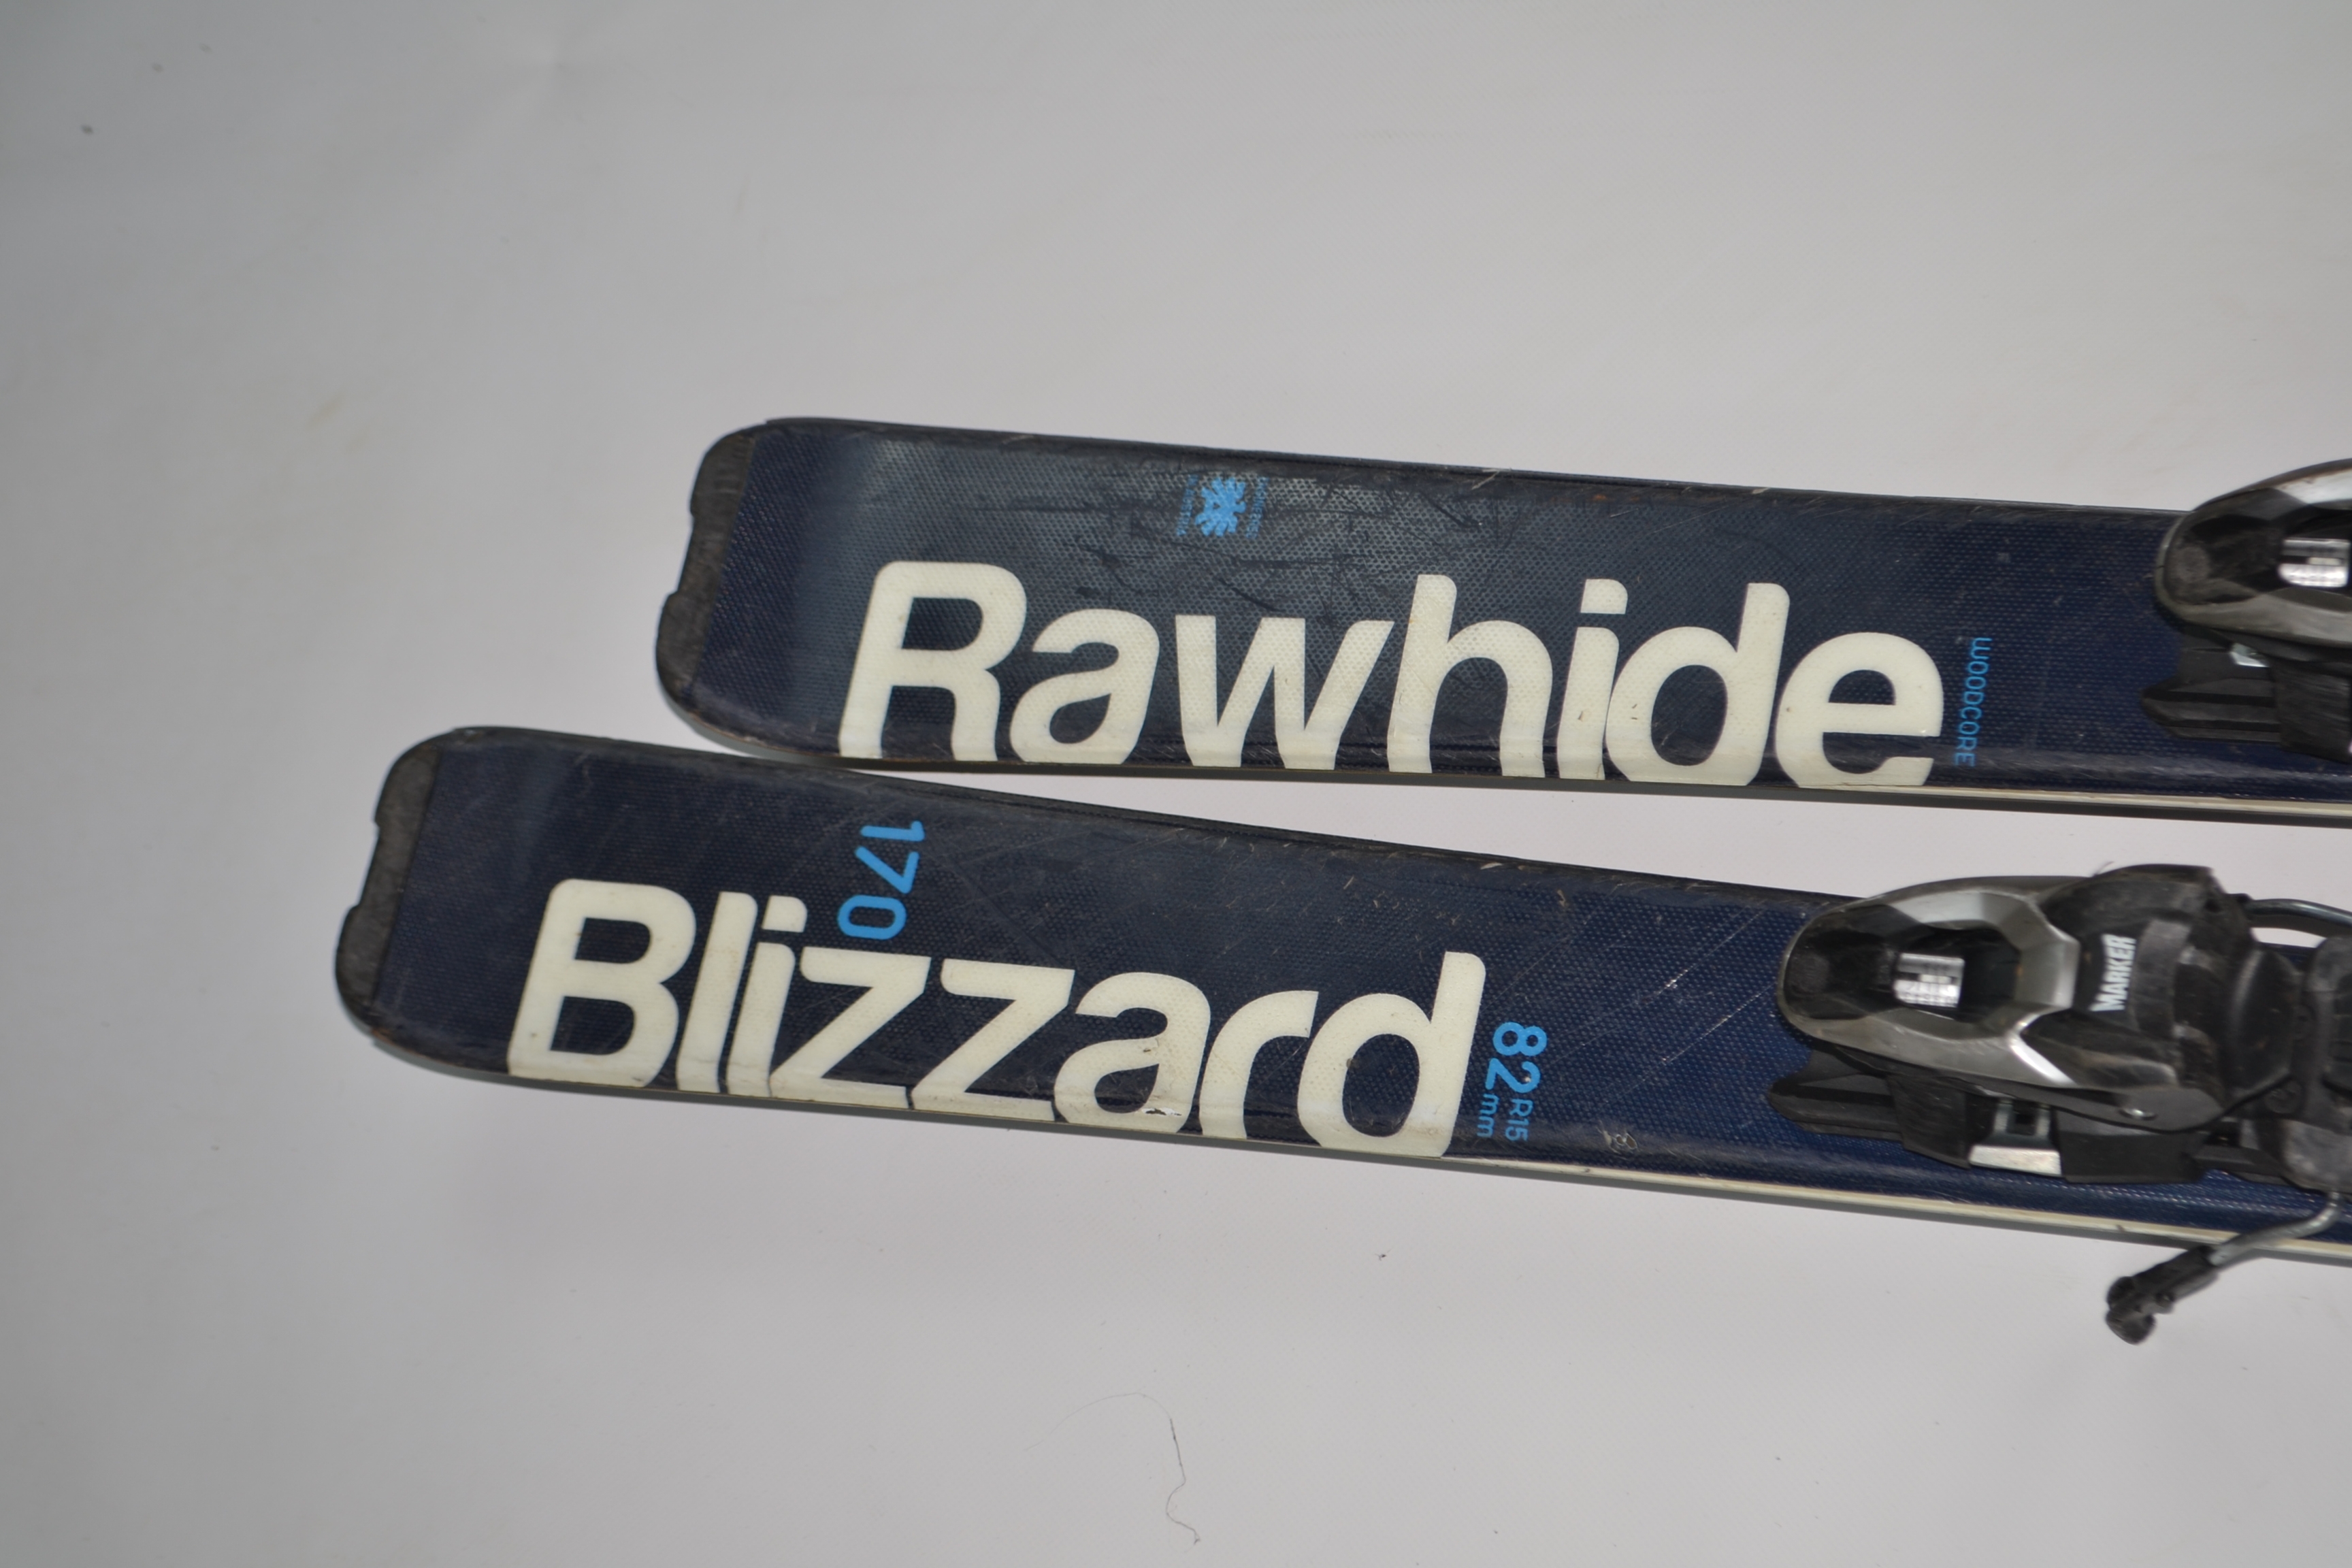 Rawhide
WOODCORE
170
Blizzard
82 R15
mm
MARKER